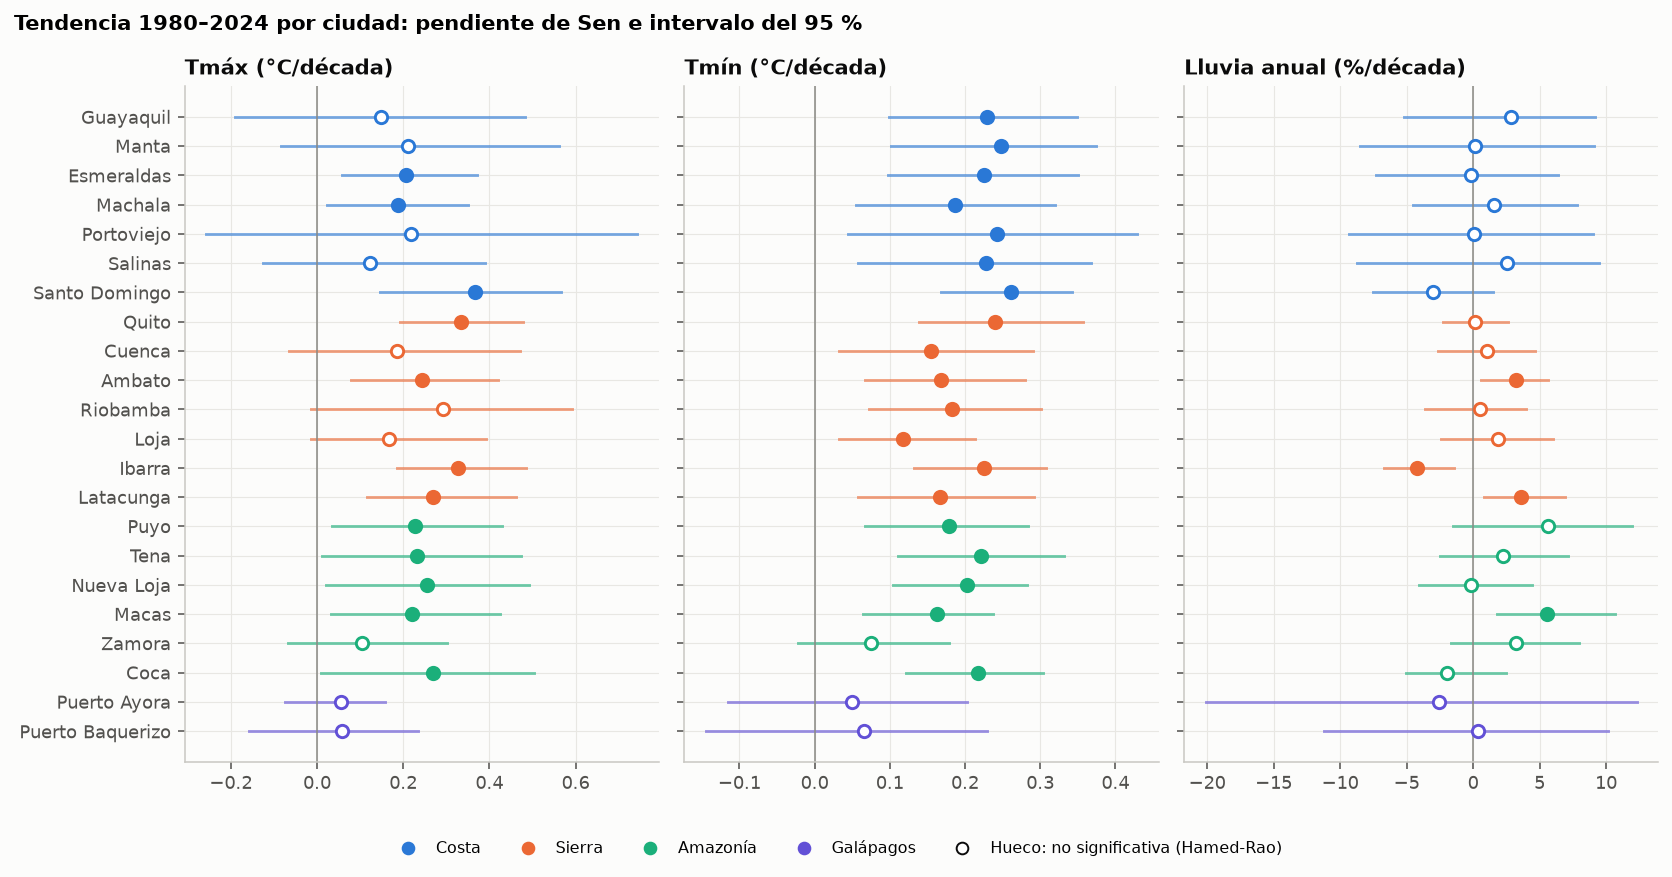 Tendencia 1980–2024 por ciudad: pendiente de Sen e intervalo del 95 %
Tmáx (°C/década)
Tmín (°C/década)
Lluvia anual (%/década)
Guayaquil
Manta
Esmeraldas
Machala
Portoviejo
Salinas
Santo Domingo
Quito
Cuenca
Ambato
Riobamba
Loja
Ibarra
Latacunga
Puyo
Tena
Nueva Loja
Macas
Zamora
Coca
Puerto Ayora
Puerto Baquerizo
−0.2 0.0 0.2 0.4 0.6
−0.1 0.0 0.1 0.2 0.3 0.4
−20 −15 −10 −5 0 5 10
Costa Sierra Amazonía Galápagos Hueco: no significativa (Hamed-Rao)